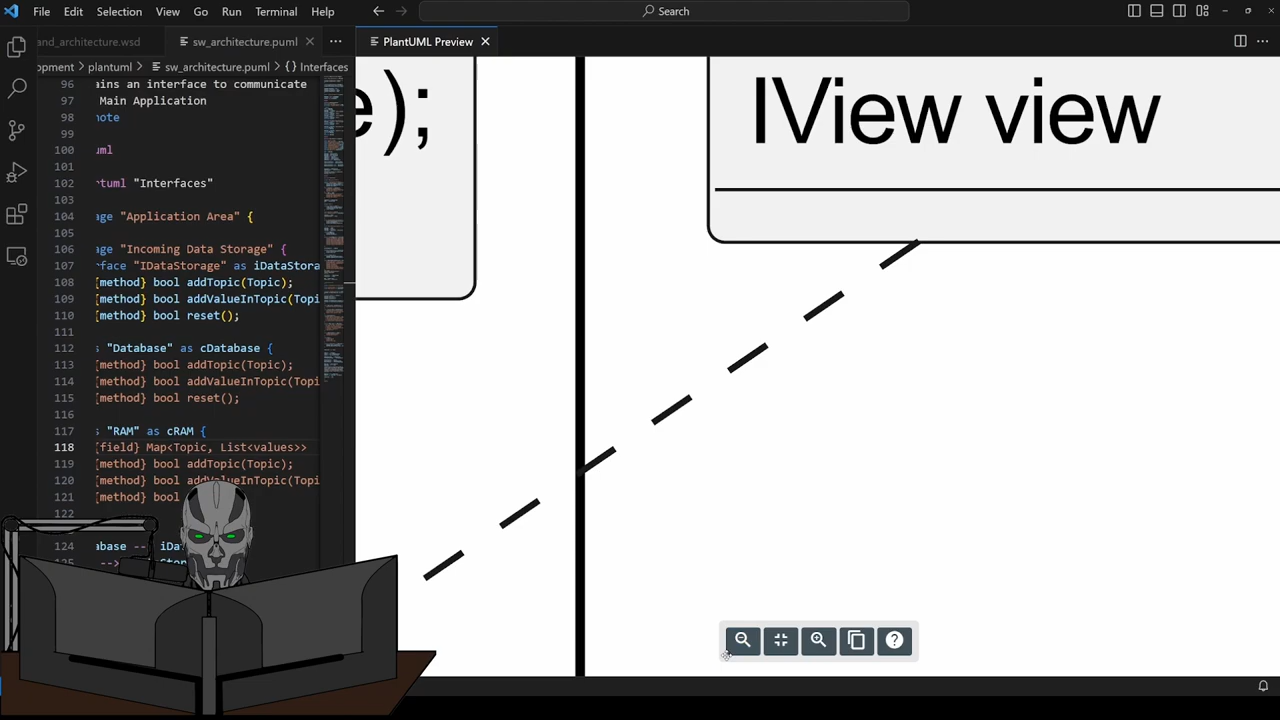 File Edit Selection View Go Run Terminal Help Search
and_architecture.wsd sw_architecture.puml PlantUML Preview
opment plantuml sw_architecture.puml {} Interfaces
96 ains an interface to communicate
97 Main Application
98 note
99
100 uml
101
102 rtuml "Interfaces"
103
104 age "Application Area" {
105
106 age "Incoming Data Storage" {
109 rface "IDataStorage" as iDataStora
{method} bool addTopic(Topic);
{method} bool addValueInTopic(Topi
110 {method} bool reset();
111
112 s "Database" as cDatabase {
113 {method} bool addTopic(Topic);
114 {method} bool addValueInTopic(Topi
115 {method} bool reset();
116
117 s "RAM" as cRAM {
118 {field} Map<Topic, List<values>>
119 {method} bool addTopic(Topic);
120 {method} bool addValueInTopic(Topi
121 {method} bool
122
124 abase -- iDa
125 -->
e);
IView view